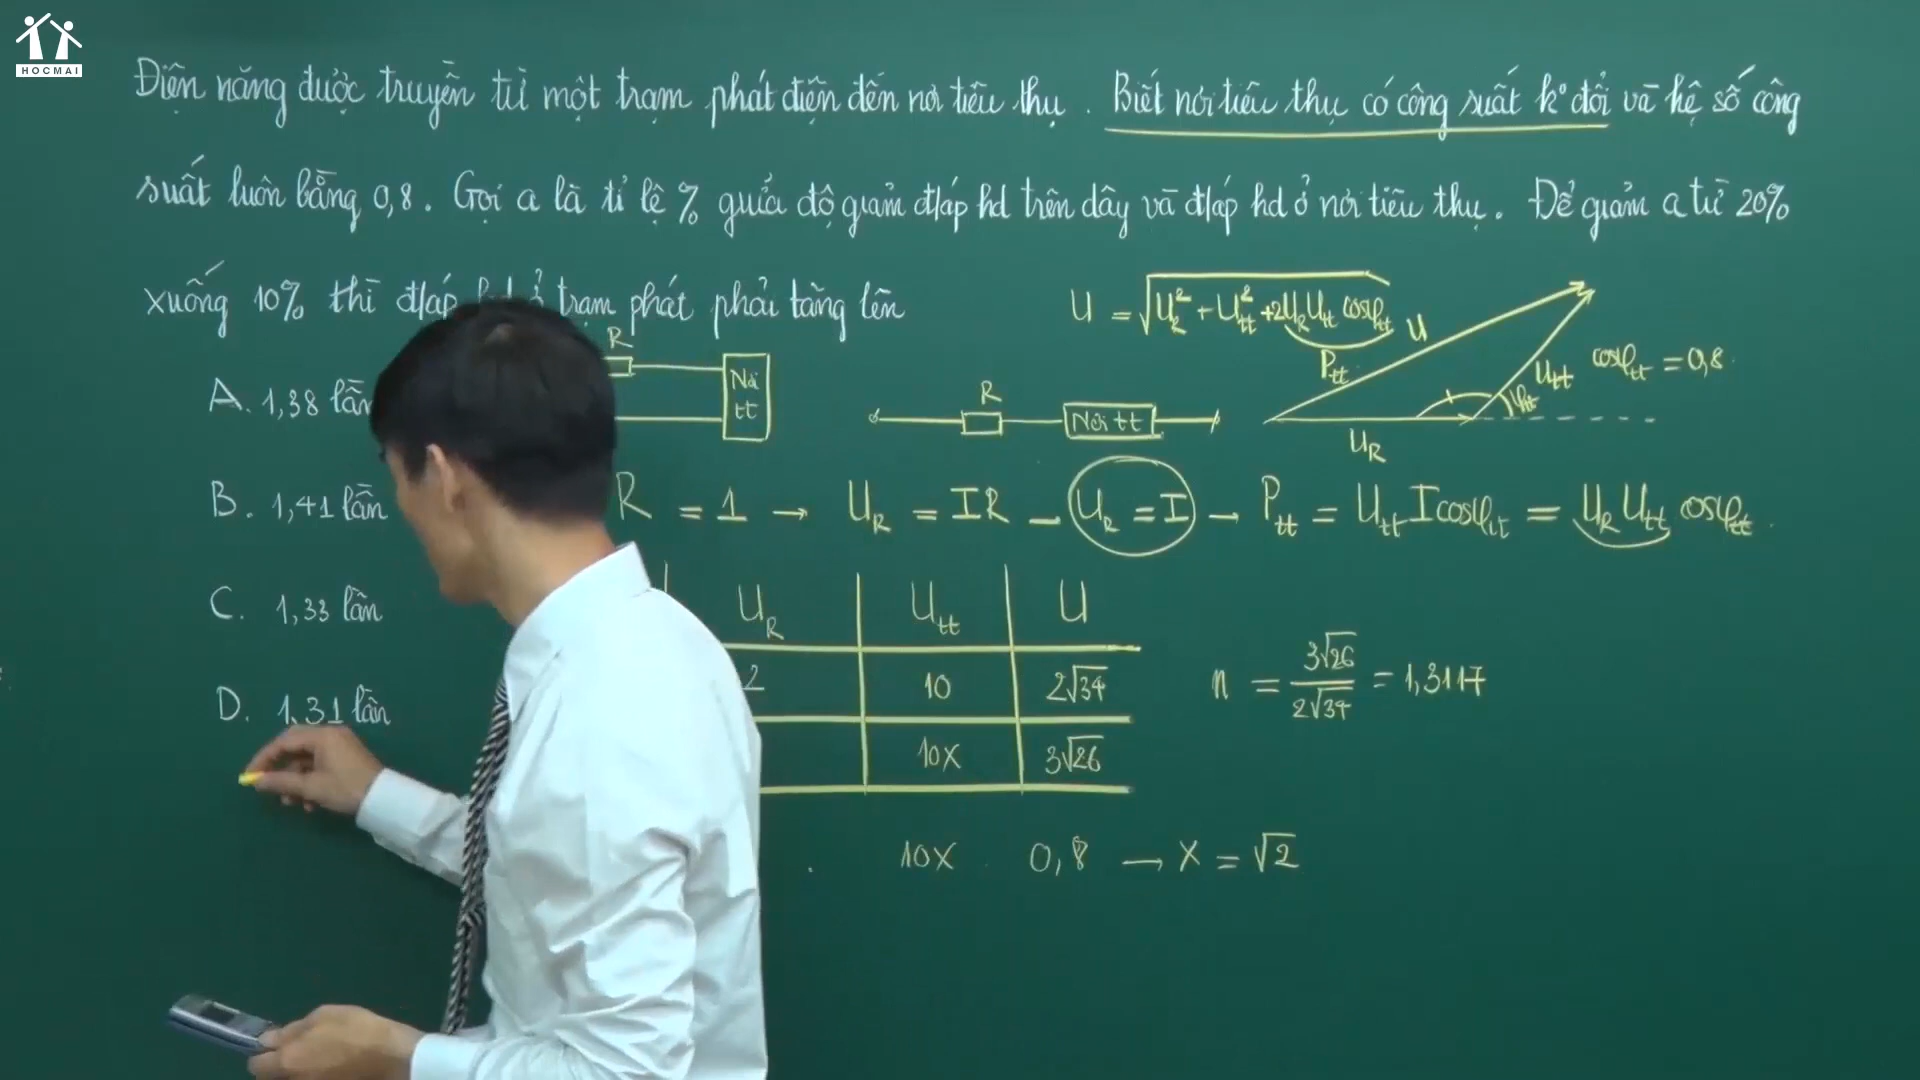 HOCMAI
Điện năng được truyền từ một trạm phát điện đến nơi tiêu thụ. Biết nơi tiêu thụ có công suất k° đổi và hệ số công
suất luôn bằng 0,8. Gọi a là tỉ lệ % giữa độ giảm đ/áp hd trên dây và đ/áp hd ở nơi tiêu thụ. Để giảm a từ 20%
xuống 10% thì đ/áp trạm phát phải tăng lên
U = √(U_R² + U_tt² + 2U_R U_tt cosφ_tt)
P_tt
U
U_tt
φ_tt
cosφ_tt = 0,8
U_R
R
Nơi tt
R
Nơi tt
A. 1,38 lần
B. 1,41 lần
C. 1,33 lần
D. 1,31 lần
R = 1 → U_R = IR → U_R = I → P_tt = U_tt I cosφ_tt = U_R U_tt cosφ_tt.
U_R U_tt U
2 10 2√34
10x 3√26
n = 3√26 / 2√34 = 1,3117
10x . 0,8 → x = √2